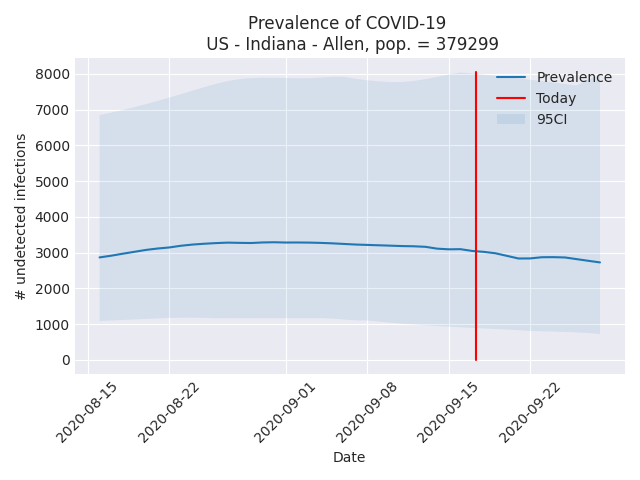 Prevalence of COVID-19
US - Indiana - Allen, pop. = 379299
8000
7000
6000
5000
4000
3000
2000
1000
0
# undetected infections
Prevalence
Today
95CI
2020-08-15
2020-08-22
2020-09-01
2020-09-08
2020-09-15
2020-09-22
Date